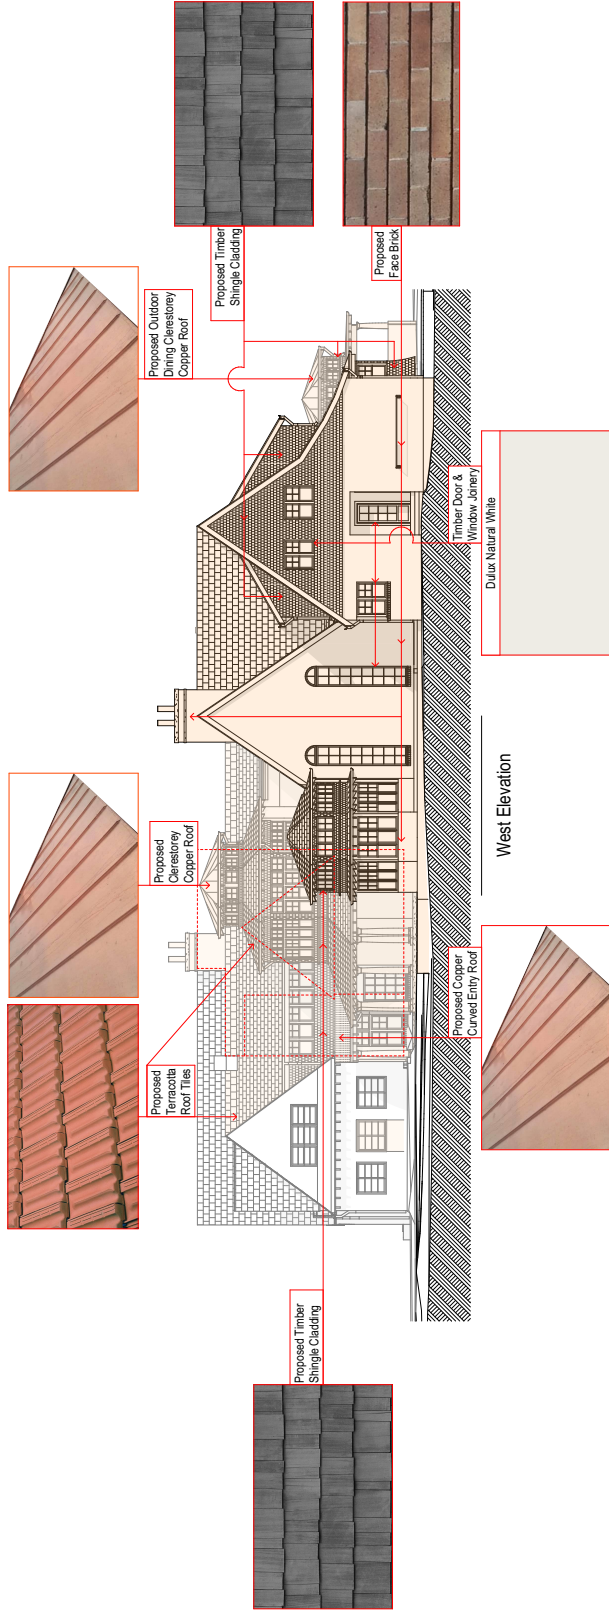 Proposed
Terracotta
Roof Tiles
Proposed
Clerestorey
Copper Roof
Proposed Outdoor
Dining Clerestorey
Copper Roof
Proposed Timber
Shingle Cladding
Proposed
Face Brick
Proposed Timber
Shingle Cladding
Proposed Copper
Curved Entry Roof
Timber Door &
Window Joinery
Dulux Natural White
West Elevation